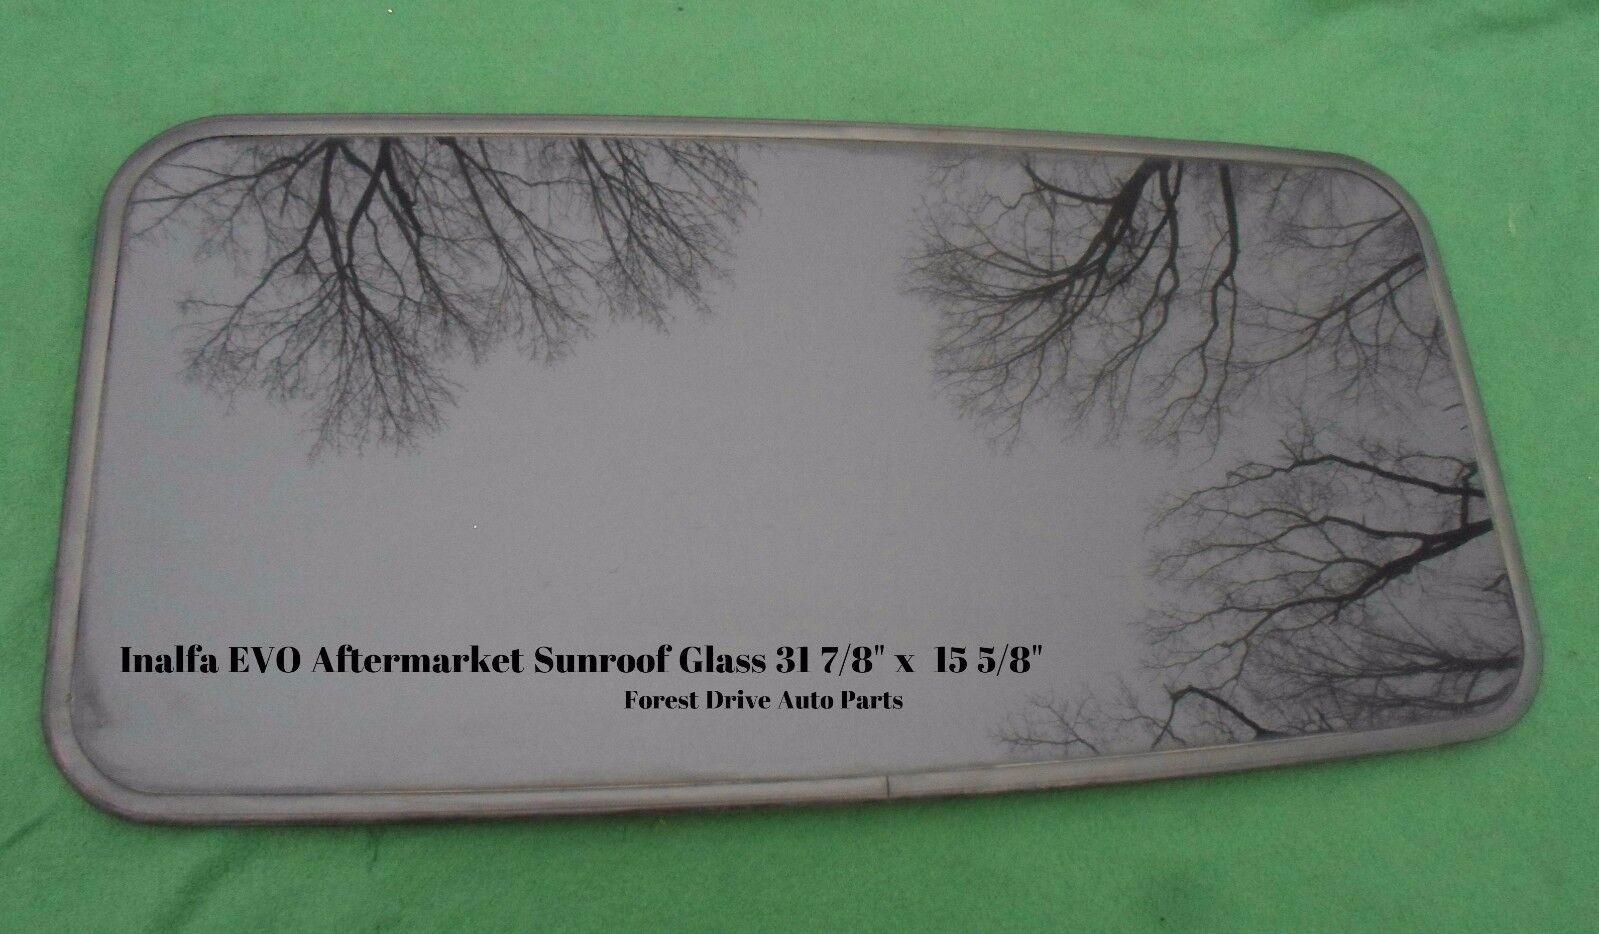 Inalfa EVO Aftermarket Sunroof Glass 31 7/8" x 15 5/8"
Forest Drive Auto Parts